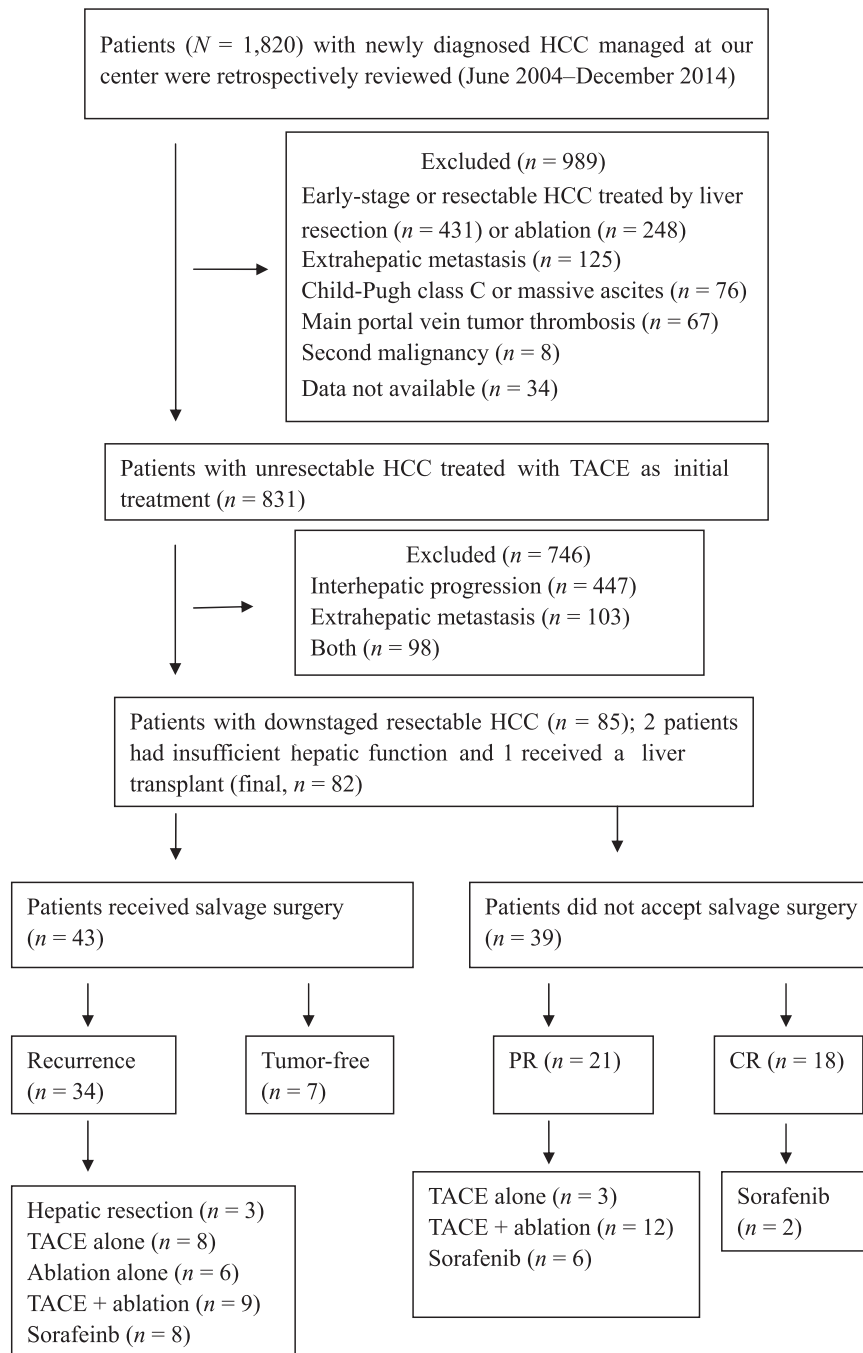 Patients (N = 1,820) with newly diagnosed HCC managed at our
center were retrospectively reviewed (June 2004–December 2014)
Excluded (n = 989)
Early-stage or resectable HCC treated by liver
resection (n = 431) or ablation (n = 248)
Extrahepatic metastasis (n = 125)
Child-Pugh class C or massive ascites (n = 76)
Main portal vein tumor thrombosis (n = 67)
Second malignancy (n = 8)
Data not available (n = 34)
Patients with unresectable HCC treated with TACE as initial
treatment (n = 831)
Excluded (n = 746)
Interhepatic progression (n = 447)
Extrahepatic metastasis (n = 103)
Both (n = 98)
Patients with downstaged resectable HCC (n = 85); 2 patients
had insufficient hepatic function and 1 received a liver
transplant (final, n = 82)
Patients received salvage surgery
(n = 43)
Patients did not accept salvage surgery
(n = 39)
Recurrence
(n = 34)
Tumor-free
(n = 7)
PR (n = 21)
CR (n = 18)
Hepatic resection (n = 3)
TACE alone (n = 8)
Ablation alone (n = 6)
TACE + ablation (n = 9)
Sorafeinb (n = 8)
TACE alone (n = 3)
TACE + ablation (n = 12)
Sorafenib (n = 6)
Sorafenib
(n = 2)